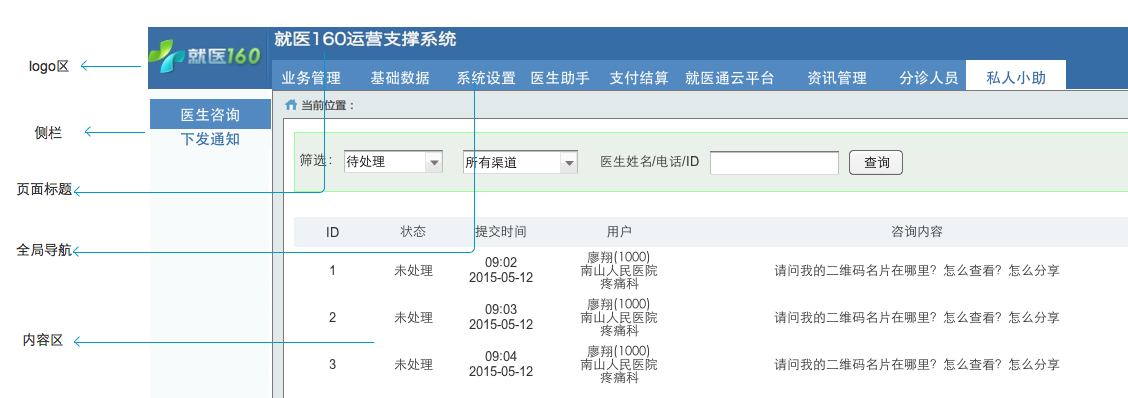 就医160运营支撑系统
logo区
就医160
业务管理 基础数据 系统设置 医生助手 支付结算 就医通云平台 资讯管理 分诊人员 私人小助
当前位置：
医生咨询
侧栏
下发通知
筛选： 待处理 所有渠道 医生姓名/电话/ID 查询
页面标题
ID 状态 提交时间 用户 咨询内容
全局导航
1 未处理 09:02 2015-05-12 廖翔(1000) 南山人民医院 疼痛科 请问我的二维码名片在哪里？怎么查看？怎么分享
2 未处理 09:03 2015-05-12 廖翔(1000) 南山人民医院 疼痛科 请问我的二维码名片在哪里？怎么查看？怎么分享
内容区
3 未处理 09:04 2015-05-12 廖翔(1000) 南山人民医院 疼痛科 请问我的二维码名片在哪里？怎么查看？怎么分享